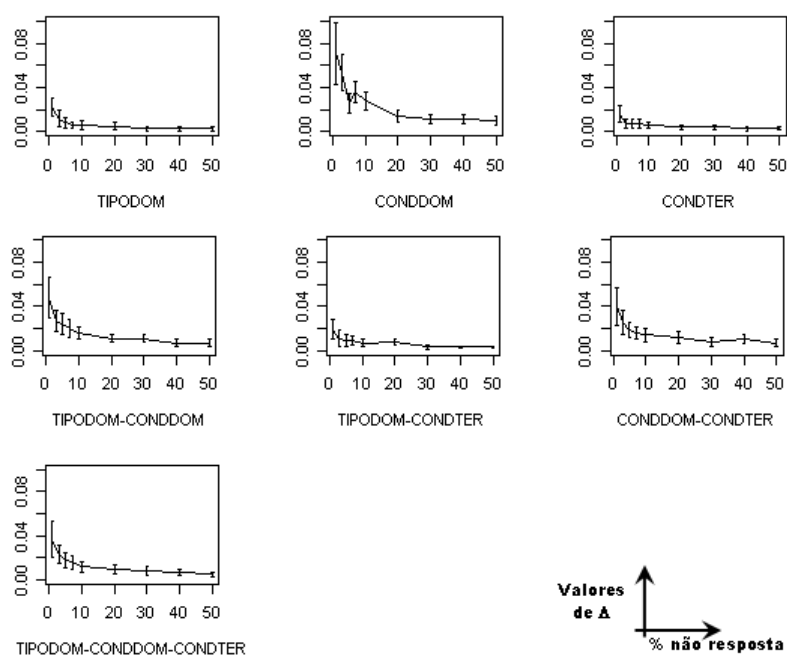 0.00 0.04 0.08
0 10 20 30 40 50
TIPODOM
0.00 0.04 0.08
0 10 20 30 40 50
CONDDOM
0.00 0.04 0.08
0 10 20 30 40 50
CONDTER
0.00 0.04 0.08
0 10 20 30 40 50
TIPODOM-CONDDOM
0.00 0.04 0.08
0 10 20 30 40 50
TIPODOM-CONDTER
0.00 0.04 0.08
0 10 20 30 40 50
CONDDOM-CONDTER
0.00 0.04 0.08
0 10 20 30 40 50
TIPODOM-CONDDOM-CONDTER
Valores
de Δ
% não resposta